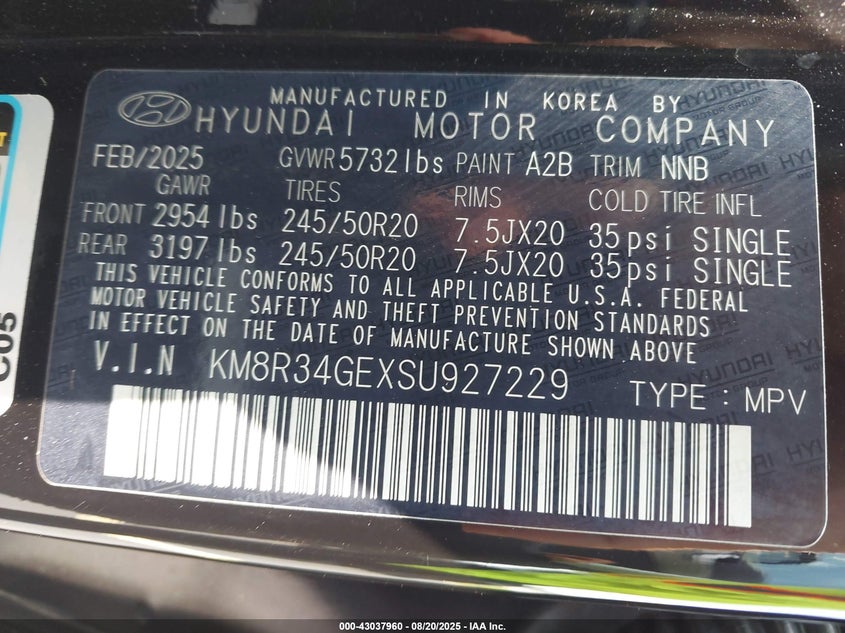 MANUFACTURED IN KOREA BY
HYUNDAI MOTOR COMPANY
FEB/2025 GVWR 5732 lbs PAINT A2B TRIM NNB
GAWR TIRES RIMS COLD TIRE INFL
FRONT 2954 lbs 245/50R20 7.5JX20 35 psi SINGLE
REAR 3197 lbs 245/50R20 7.5JX20 35 psi SINGLE
THIS VEHICLE CONFORMS TO ALL APPLICABLE U.S.A. FEDERAL
MOTOR VEHICLE SAFETY AND THEFT PREVENTION STANDARDS
IN EFFECT ON THE DATE OF MANUFACTURE SHOWN ABOVE
V.I.N KM8R34GEXSU927229 TYPE : MPV
C05
000-43037960 - 08/20/2025 - IAA Inc.